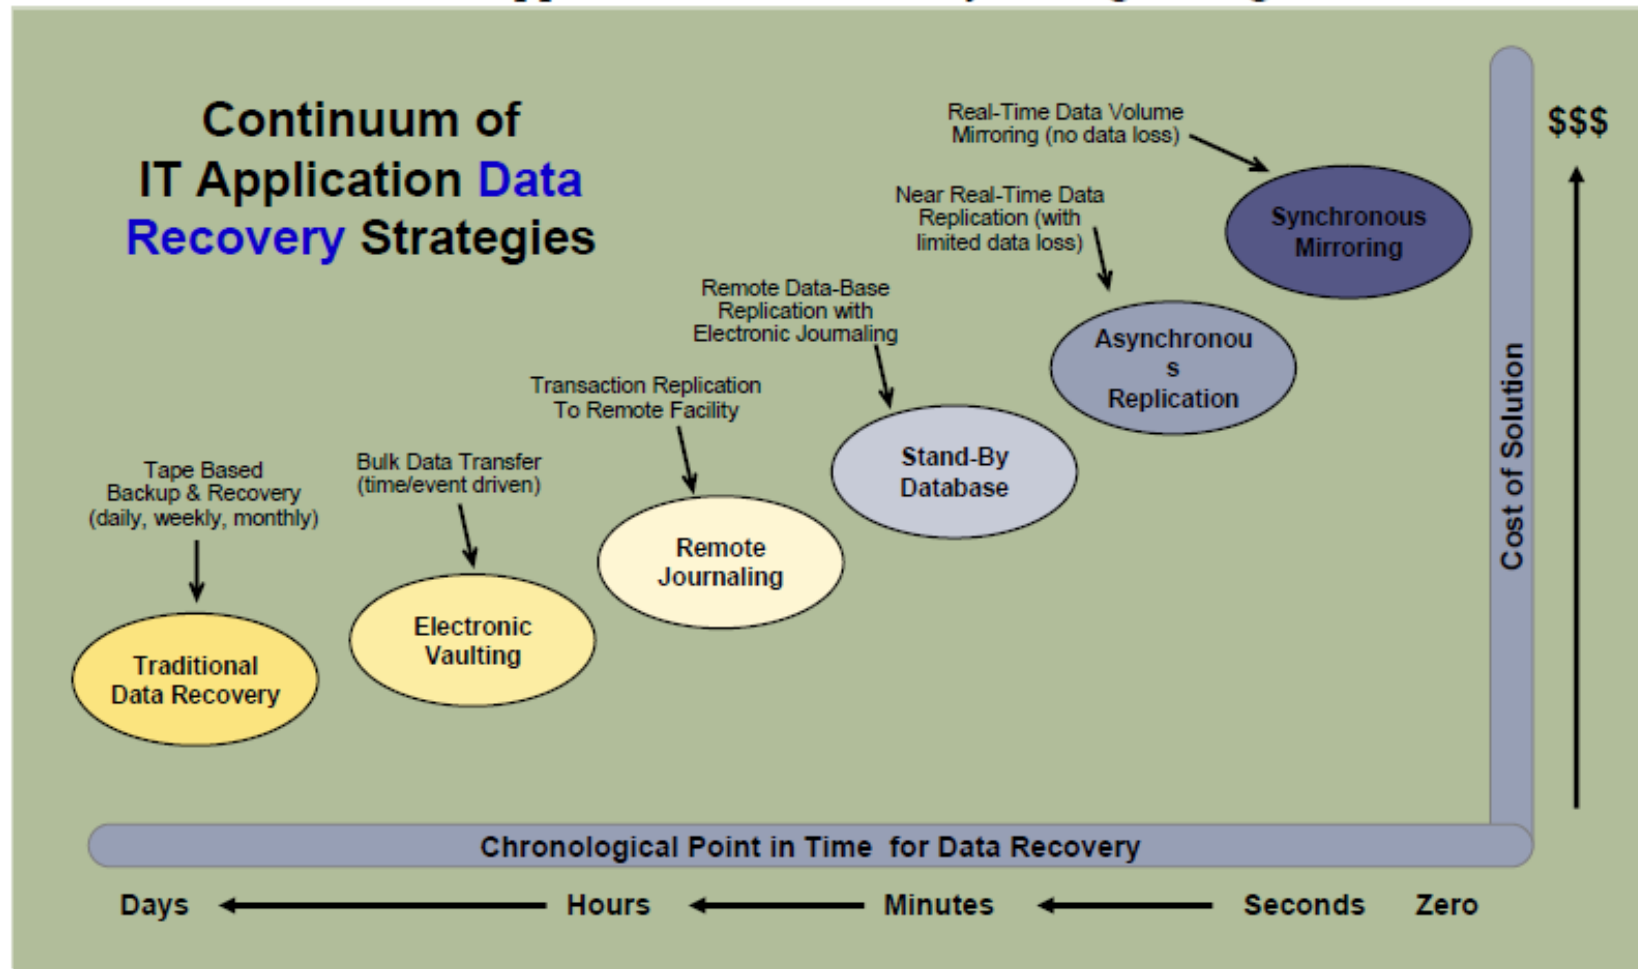 Continuum of
IT Application Data
Recovery Strategies
Real-Time Data Volume
Mirroring (no data loss)
$$$
Near Real-Time Data
Replication (with
limited data loss)
Synchronous
Mirroring
Remote Data-Base
Replication with
Electronic Journaling
Asynchronou
s
Replication
Transaction Replication
To Remote Facility
Stand-By
Database
Tape Based
Backup & Recovery
(daily, weekly, monthly)
Bulk Data Transfer
(time/event driven)
Remote
Journaling
Electronic
Vaulting
Traditional
Data Recovery
Cost of Solution
Chronological Point in Time for Data Recovery
Days Hours Minutes Seconds Zero